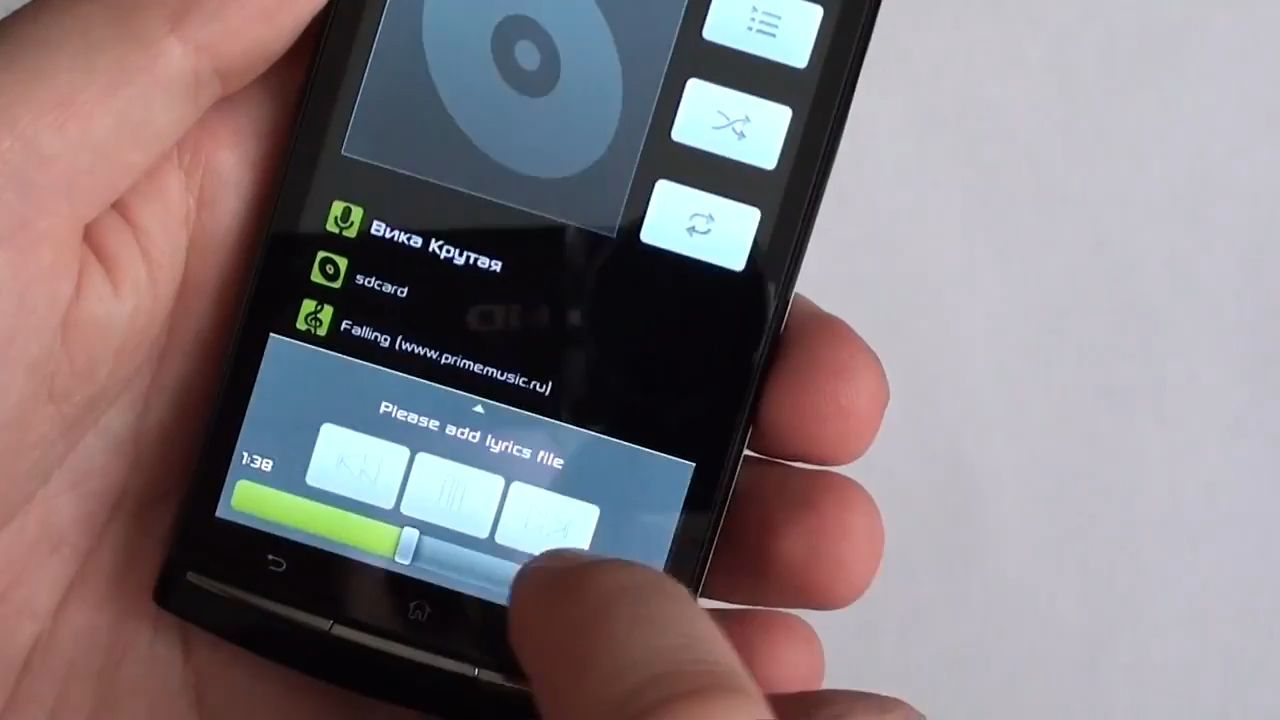 Вика Крутая
sdcard
Falling (www.primemusic.ru)
Please add lyrics file
1:38